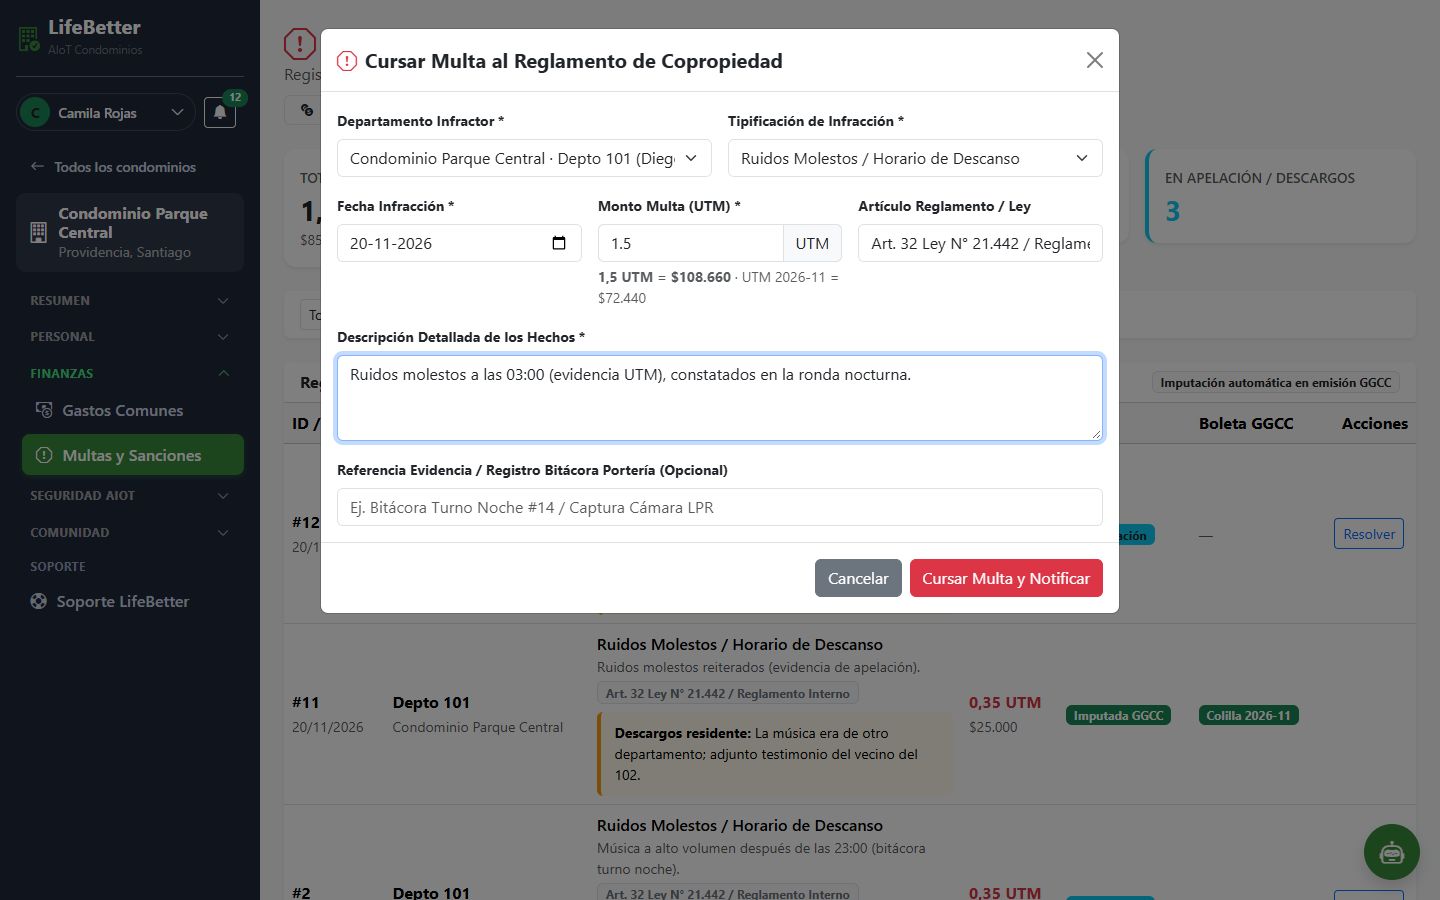 LifeBetter
AIoT Condominios
C
Camila Rojas
12
Todos los condominios
Condominio Parque
Central
Providencia, Santiago
RESUMEN
PERSONAL
FINANZAS
Gastos Comunes
Multas y Sanciones
SEGURIDAD AIOT
COMUNIDAD
SOPORTE
Soporte LifeBetter
Cursar Multa al Reglamento de Copropiedad
Departamento Infractor *
Tipificación de Infracción *
Condominio Parque Central · Depto 101 (Dieg
Ruidos Molestos / Horario de Descanso
Fecha Infracción *
Monto Multa (UTM) *
Artículo Reglamento / Ley
20-11-2026
1.5
UTM
Art. 32 Ley N° 21.442 / Reglame
1,5 UTM = $108.660 · UTM 2026-11 =
$72.440
Descripción Detallada de los Hechos *
Ruidos molestos a las 03:00 (evidencia UTM), constatados en la ronda nocturna.
Referencia Evidencia / Registro Bitácora Portería (Opcional)
Ej. Bitácora Turno Noche #14 / Captura Cámara LPR
Cancelar
Cursar Multa y Notificar
EN APELACIÓN / DESCARGOS
3
Imputación automática en emisión GGCC
ID /
Boleta GGCC
Acciones
#12
—
Resolver
#11
20/11/2026
Depto 101
Condominio Parque Central
Ruidos Molestos / Horario de Descanso
Ruidos molestos reiterados (evidencia de apelación).
Art. 32 Ley N° 21.442 / Reglamento Interno
Descargos residente: La música era de otro
departamento; adjunto testimonio del vecino del
102.
0,35 UTM
$25.000
Imputada GGCC
Colilla 2026-11
#2
Depto 101
Ruidos Molestos / Horario de Descanso
Música a alto volumen después de las 23:00 (bitácora
turno noche).
Art. 32 Ley N° 21.442 / Reglamento Interno
0,35 UTM